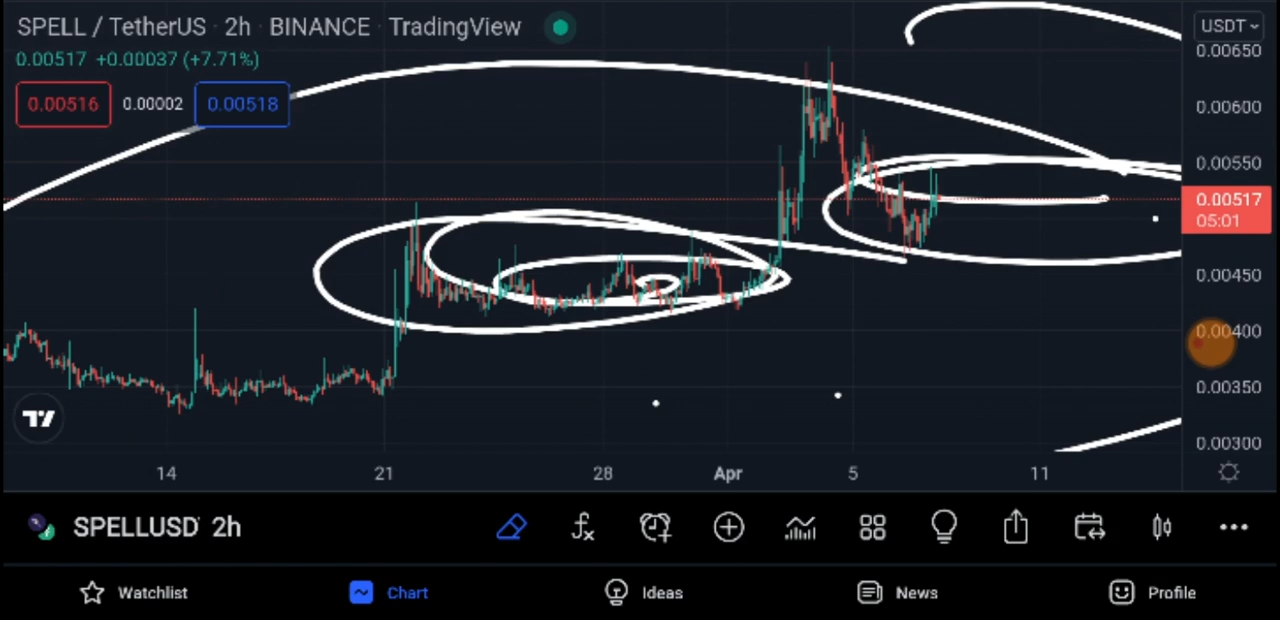 SPELL / TetherUS · 2h · BINANCE · TradingView
USDT
0.00517 +0.00037 (+7.71%)
0.00516 0.00002 0.00518
0.00650
0.00600
0.00550
0.00517
05:01
0.00450
0.00400
0.00350
0.00300
14 21 28 Apr 5 11
SPELLUSD 2h
Watchlist Chart Ideas News Profile